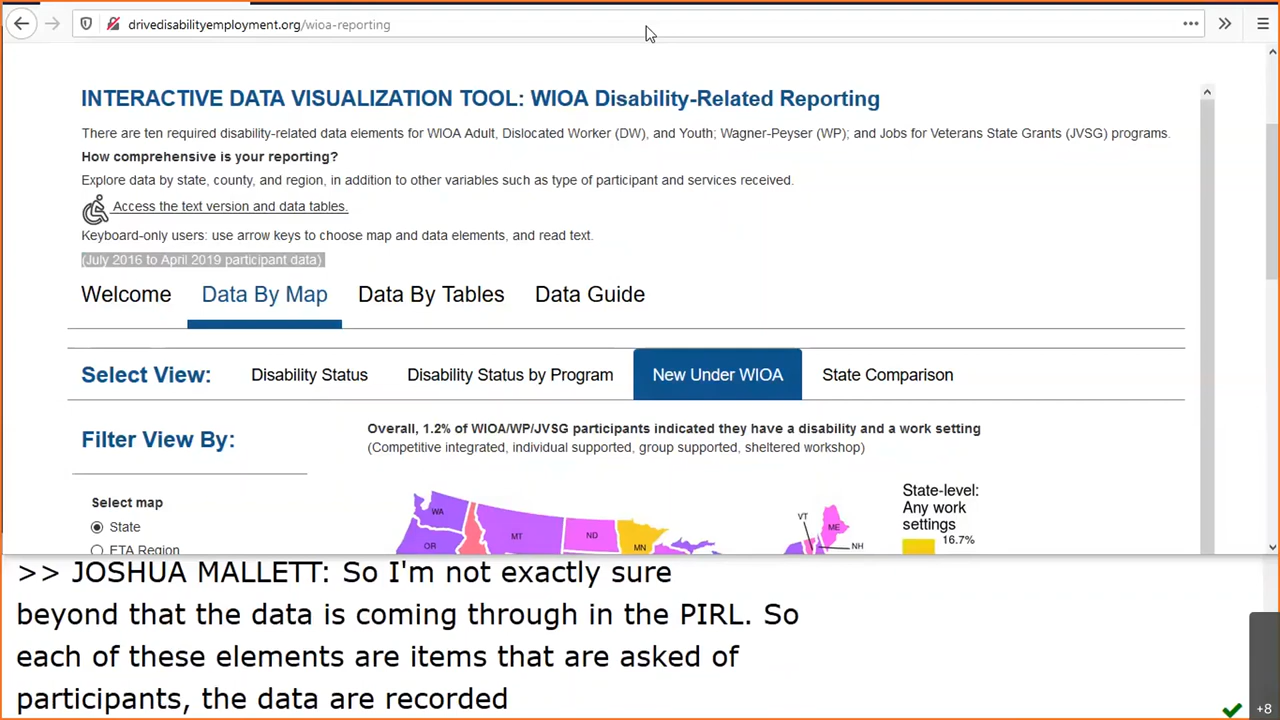 drivedisabilityemployment.org/wioa-reporting
INTERACTIVE DATA VISUALIZATION TOOL: WIOA Disability-Related Reporting
There are ten required disability-related data elements for WIOA Adult, Dislocated Worker (DW), and Youth; Wagner-Peyser (WP); and Jobs for Veterans State Grants (JVSG) programs.
How comprehensive is your reporting?
Explore data by state, county, and region, in addition to other variables such as type of participant and services received.
Access the text version and data tables.
Keyboard-only users: use arrow keys to choose map and data elements, and read text.
(July 2016 to April 2019 participant data)
Welcome Data By Map Data By Tables Data Guide
Select View: Disability Status Disability Status by Program New Under WIOA State Comparison
Filter View By:
Overall, 1.2% of WIOA/WP/JVSG participants indicated they have a disability and a work setting
(Competitive integrated, individual supported, group supported, sheltered workshop)
Select map
State
ETA Region
WA
OR
MT
ND
MN
VT
ME
NH
State-level:
Any work
settings
16.7%
>> JOSHUA MALLETT: So I'm not exactly sure
beyond that the data is coming through in the PIRL. So
each of these elements are items that are asked of
participants, the data are recorded
+8